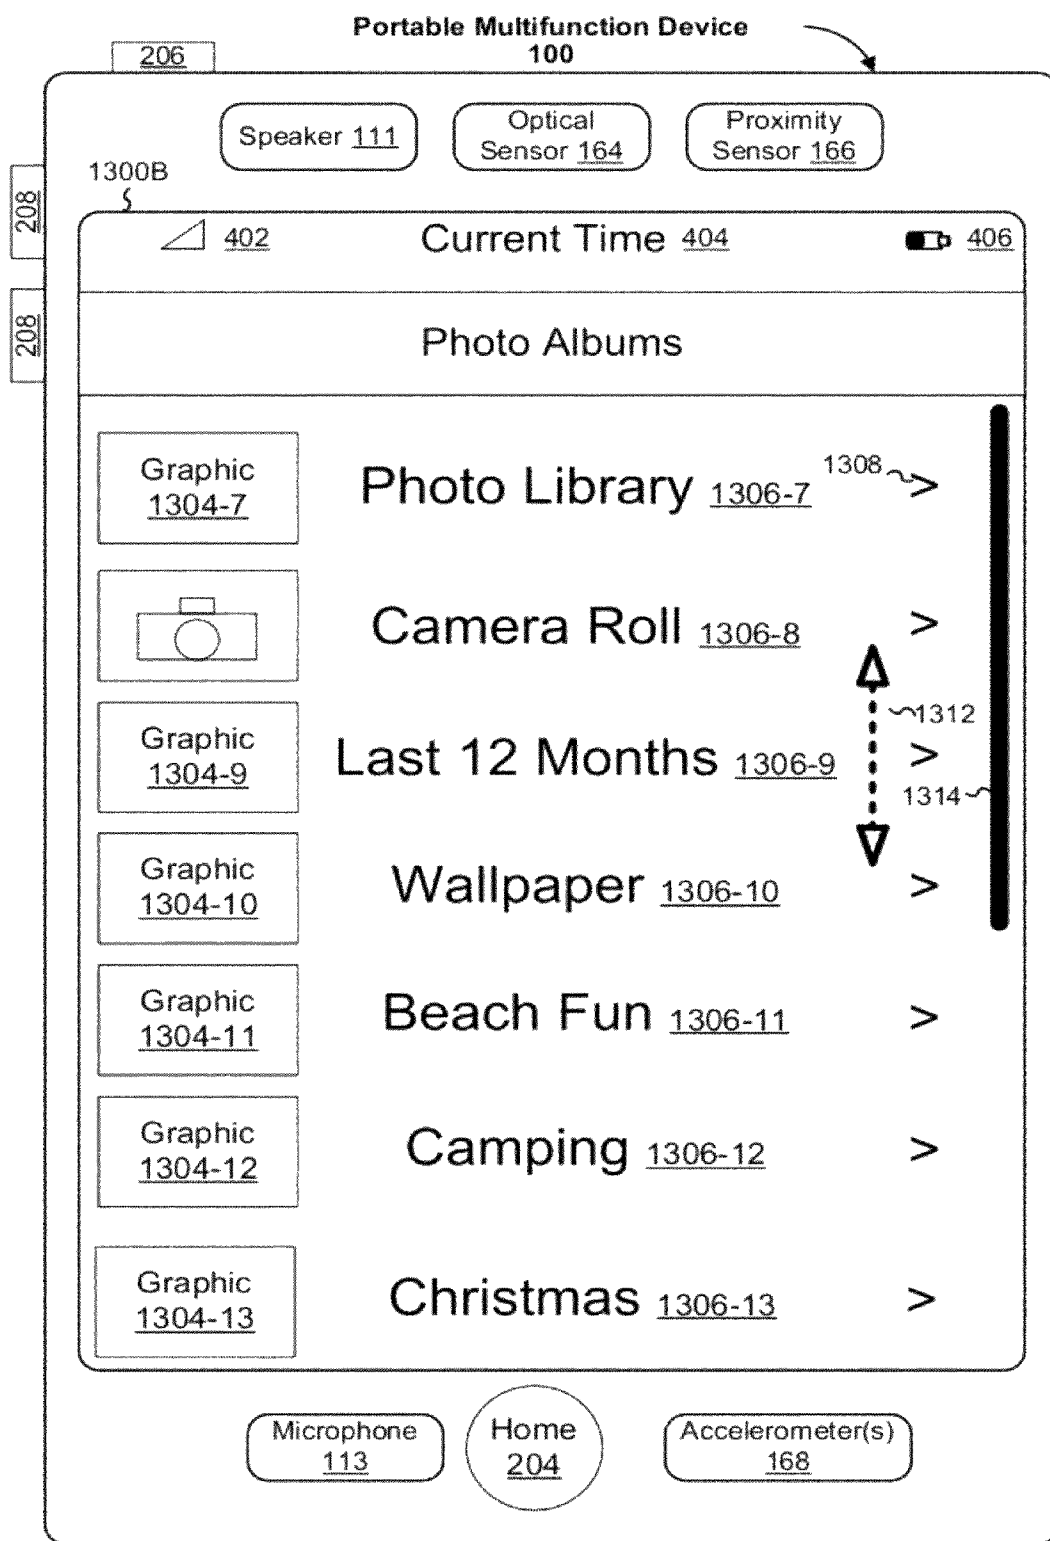 Portable Multifunction Device
100
206
Speaker 111
Optical
Sensor 164
Proximity
Sensor 166
208
208
1300B
402
Current Time 404
406
Photo Albums
Graphic
1304-7
Photo Library 1306-7
1308
>
Camera Roll 1306-8
>
1312
Graphic
1304-9
Last 12 Months 1306-9
>
1314
Graphic
1304-10
Wallpaper 1306-10
>
Graphic
1304-11
Beach Fun 1306-11
>
Graphic
1304-12
Camping 1306-12
>
Graphic
1304-13
Christmas 1306-13
>
Microphone
113
Home
204
Accelerometer(s)
168